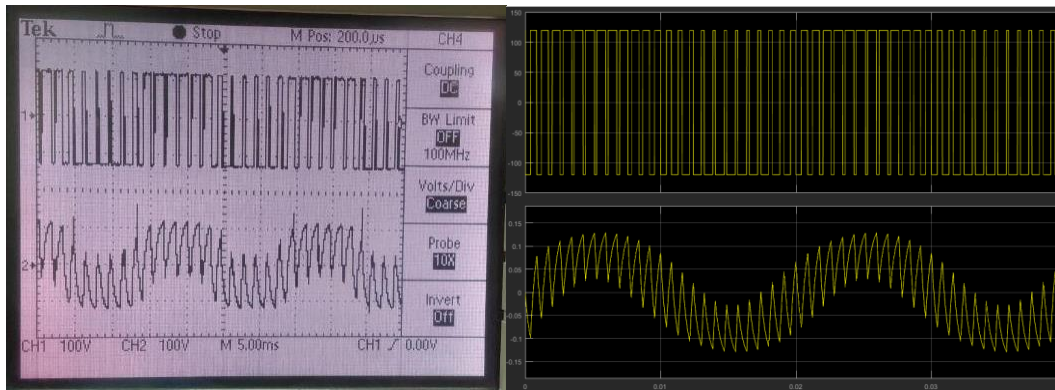 Tek Stop M Pos: 200.0µs CH4
Coupling
DC
BW Limit
OFF
100MHz
Volts/Div
Coarse
Probe
10X
Invert
Off
1
2
CH1 100V CH2 100V M 5.00ms CH1 0.00V
150
100
50
0
-50
-100
-150
0.15
0.1
0.05
0
-0.05
-0.1
-0.15
0 0.01 0.02 0.03